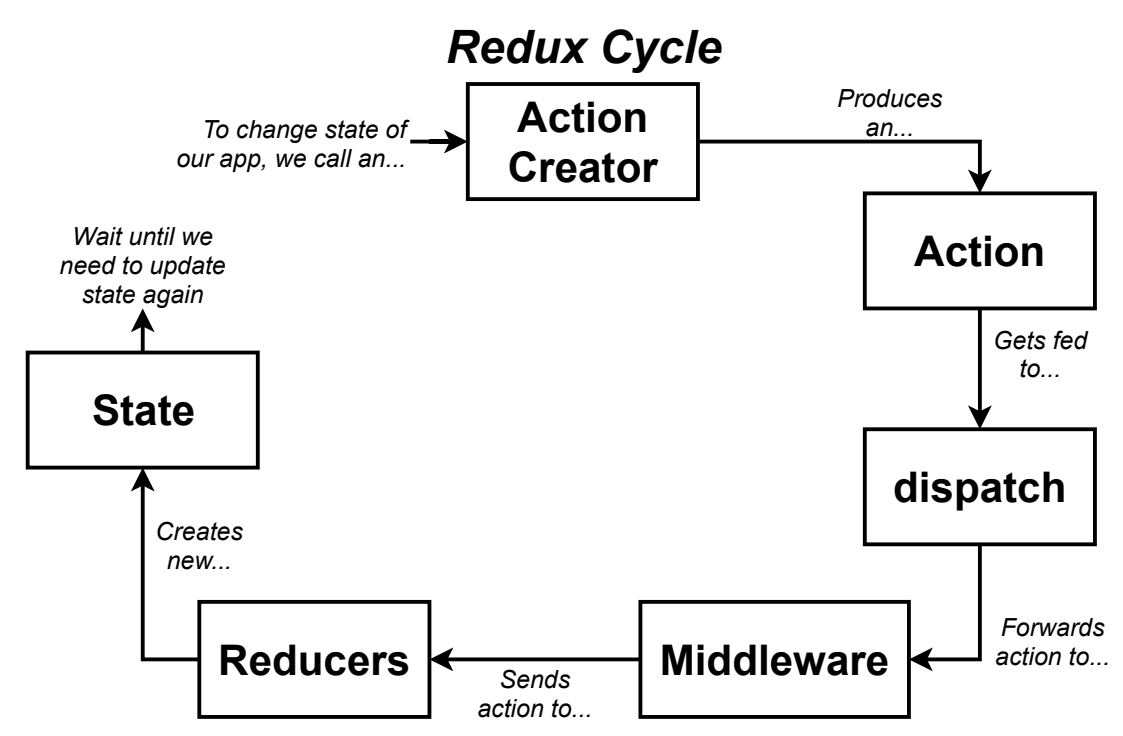 Redux Cycle
To change state of
our app, we call an...
Action
Creator
Produces
an...
Action
Gets fed
to...
dispatch
Forwards
action to...
Middleware
Sends
action to...
Reducers
Creates
new...
State
Wait until we
need to update
state again